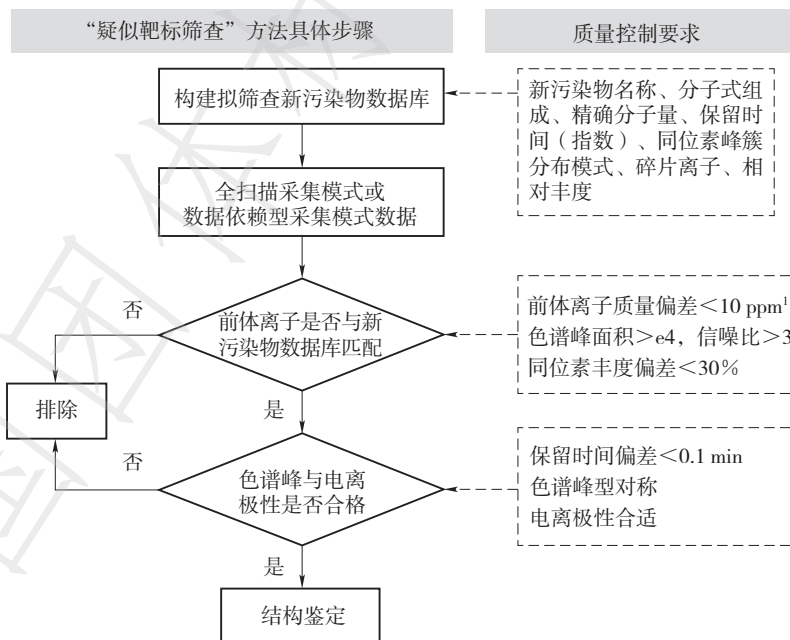 “疑似靶标筛查”方法具体步骤
质量控制要求
构建拟筛查新污染物数据库
新污染物名称、分子式组
成、精确分子量、保留时
间（指数）、同位素峰簇
分布模式、碎片离子、相
对丰度
全扫描采集模式或
数据依赖型采集模式数据
否
前体离子是否与新
污染物数据库匹配
前体离子质量偏差＜10 ppm¹
色谱峰面积＞e4，信噪比＞3
同位素丰度偏差＜30%
排除
是
否
色谱峰与电离
极性是否合格
保留时间偏差＜0.1 min
色谱峰型对称
电离极性合适
是
结构鉴定